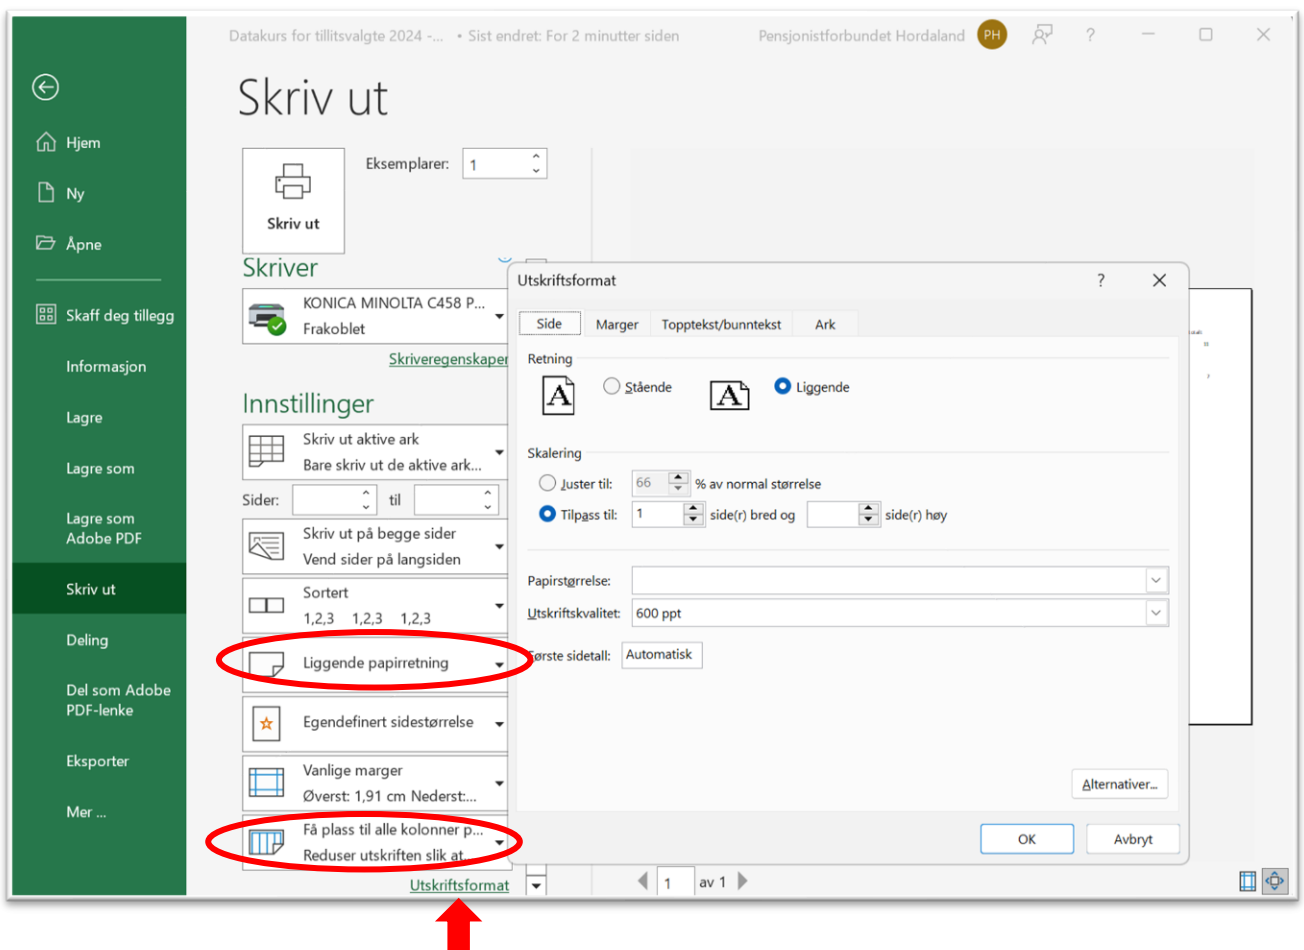 Datakurs for tillitsvalgte 2024 -... • Sist endret: For 2 minutter siden
Pensjonistforbundet Hordaland PH ?
Skriv ut
Hjem
Ny
Åpne
Skaff deg tillegg
Informasjon
Lagre
Lagre som
Lagre som
Adobe PDF
Skriv ut
Deling
Del som Adobe
PDF-lenke
Eksporter
Mer ...
Skriv ut
Eksemplarer: 1
Skriver
KONICA MINOLTA C458 P...
Frakoblet
Skriveregenskaper
Innstillinger
Skriv ut aktive ark
Bare skriv ut de aktive ark...
Sider: til
Skriv ut på begge sider
Vend sider på langsiden
Sortert
1,2,3 1,2,3 1,2,3
Liggende papirretning
Egendefinert sidestørrelse
Vanlige marger
Øverst: 1,91 cm Nederst:...
Få plass til alle kolonner p...
Reduser utskriften slik at...
Utskriftsformat
Utskriftsformat ?
Side Marger Topptekst/bunntekst Ark
Retning
A Stående A Liggende
Skalering
Juster til: 66 % av normal størrelse
Tilpass til: 1 side(r) bred og side(r) høy
Papirstørrelse:
Utskriftskvalitet: 600 ppt
ørste sidetall: Automatisk
Alternativer...
OK Avbryt
1 av 1